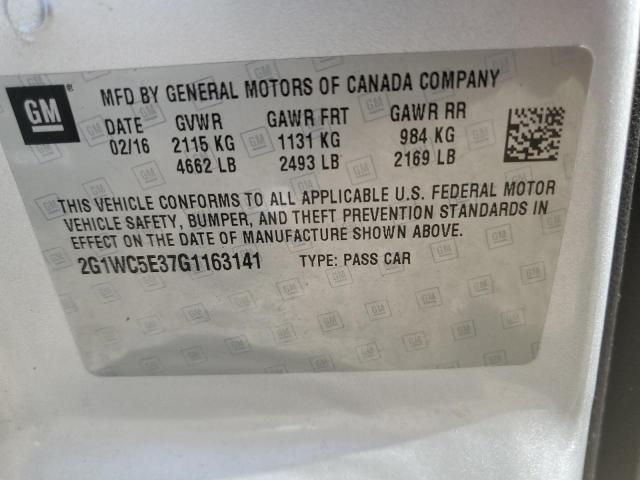 GM
MFD BY GENERAL MOTORS OF CANADA COMPANY
DATE GVWR GAWR FRT GAWR RR
02/16 2115 KG 1131 KG 984 KG
4662 LB 2493 LB 2169 LB
THIS VEHICLE CONFORMS TO ALL APPLICABLE U.S. FEDERAL MOTOR
VEHICLE SAFETY, BUMPER, AND THEFT PREVENTION STANDARDS IN
EFFECT ON THE DATE OF MANUFACTURE SHOWN ABOVE.
2G1WC5E37G1163141 TYPE: PASS CAR